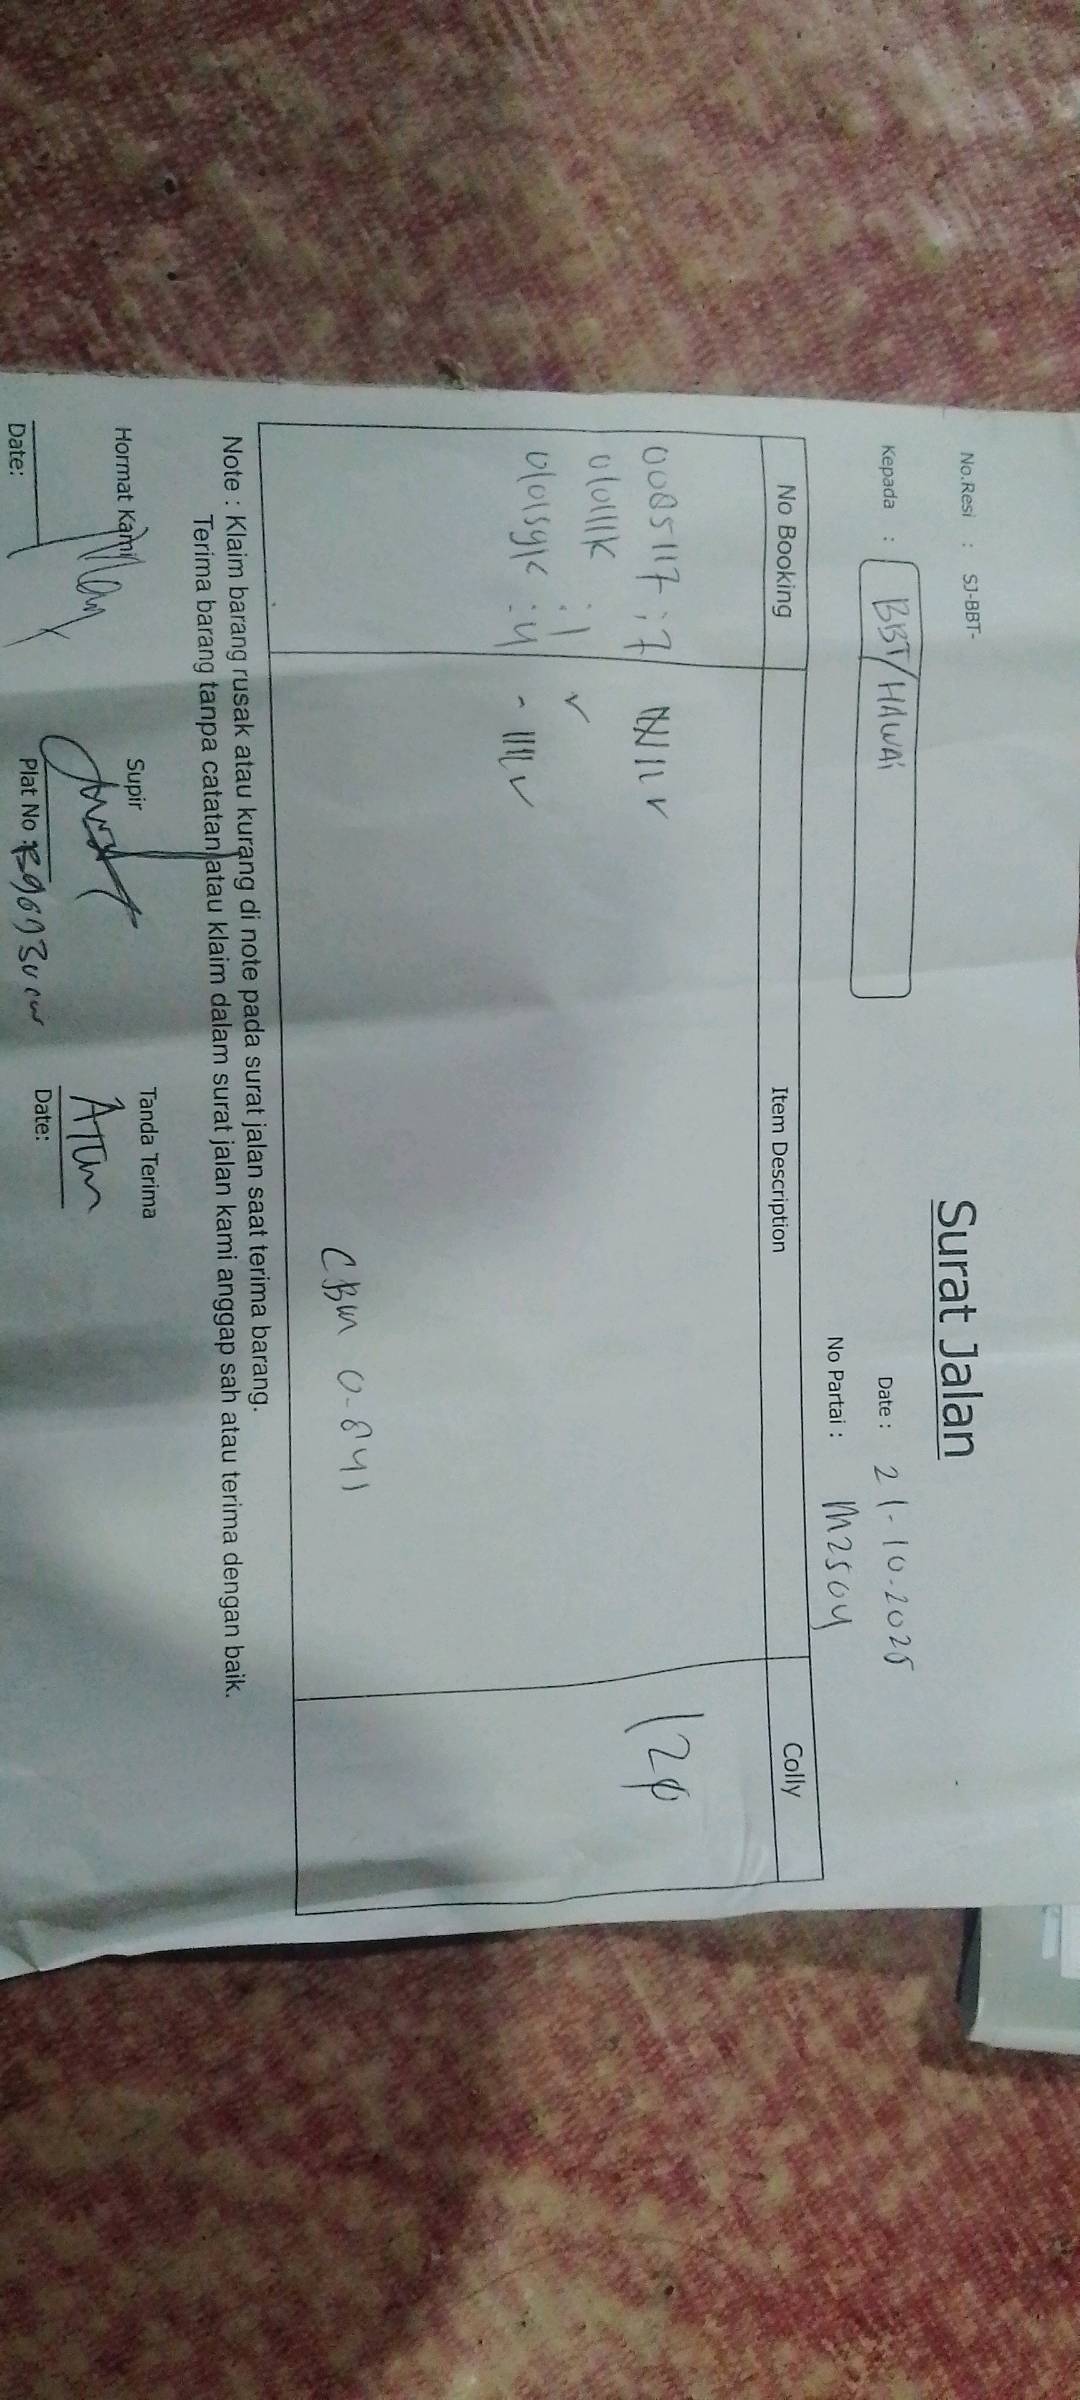 Surat Jalan
No.Resi : SJ-BBT-
Kepada : BBT/HAWAi
Date : 21-10-2025
No Partai : M2504
No Booking Item Description Colly
0085117 : 7 12φ
010111K : 1
010159K : 4
CBM 0-841
Note : Klaim barang rusak atau kurang di note pada surat jalan saat terima barang.
Terima barang tanpa catatan atau klaim dalam surat jalan kami anggap sah atau terima dengan baik.
Hormat Kami Supir Tanda Terima
Date: Plat No : Date: